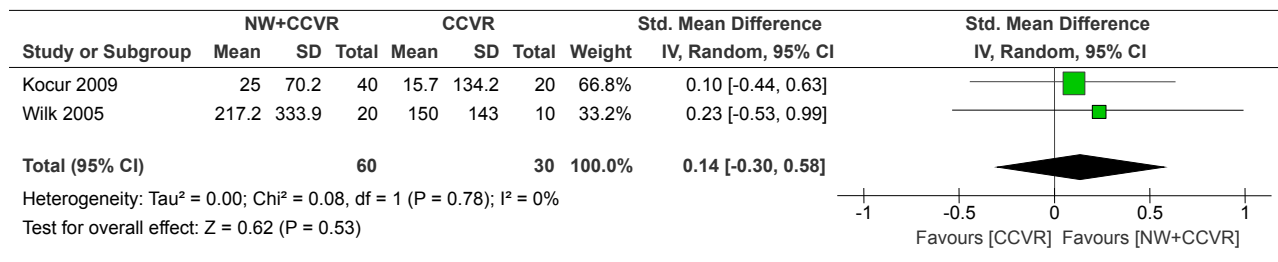 NW+CCVR CCVR Std. Mean Difference Std. Mean Difference
Study or Subgroup Mean SD Total Mean SD Total Weight IV, Random, 95% CI IV, Random, 95% CI
Kocur 2009 25 70.2 40 15.7 134.2 20 66.8% 0.10 [-0.44, 0.63]
Wilk 2005 217.2 333.9 20 150 143 10 33.2% 0.23 [-0.53, 0.99]
Total (95% CI) 60 30 100.0% 0.14 [-0.30, 0.58]
Heterogeneity: Tau² = 0.00; Chi² = 0.08, df = 1 (P = 0.78); I² = 0%
Test for overall effect: Z = 0.62 (P = 0.53)
-1 -0.5 0 0.5 1
Favours [CCVR] Favours [NW+CCVR]